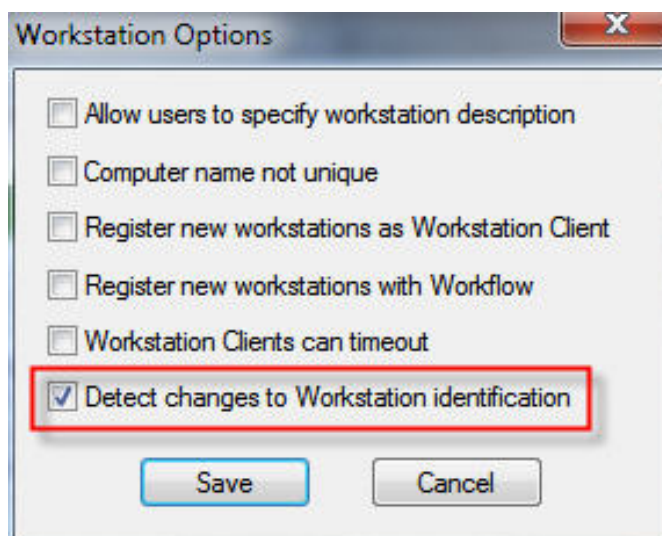 Workstation Options
Allow users to specify workstation description
Computer name not unique
Register new workstations as Workstation Client
Register new workstations with Workflow
Workstation Clients can timeout
Detect changes to Workstation identification
Save Cancel